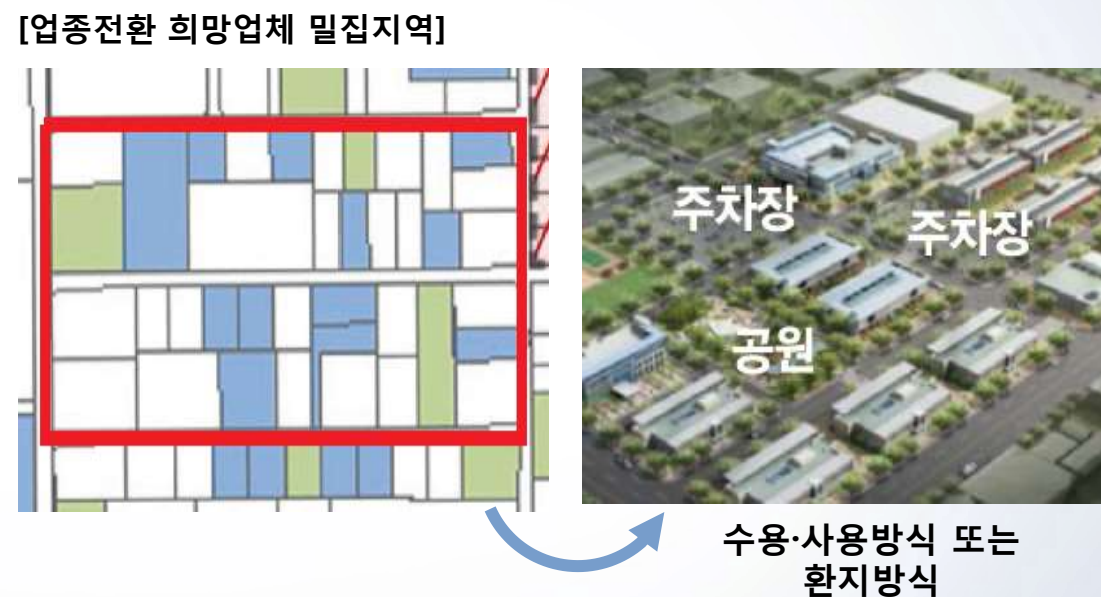 [업종전환 희망업체 밀집지역]
주차장
주차장
공원
수용·사용방식 또는
환지방식